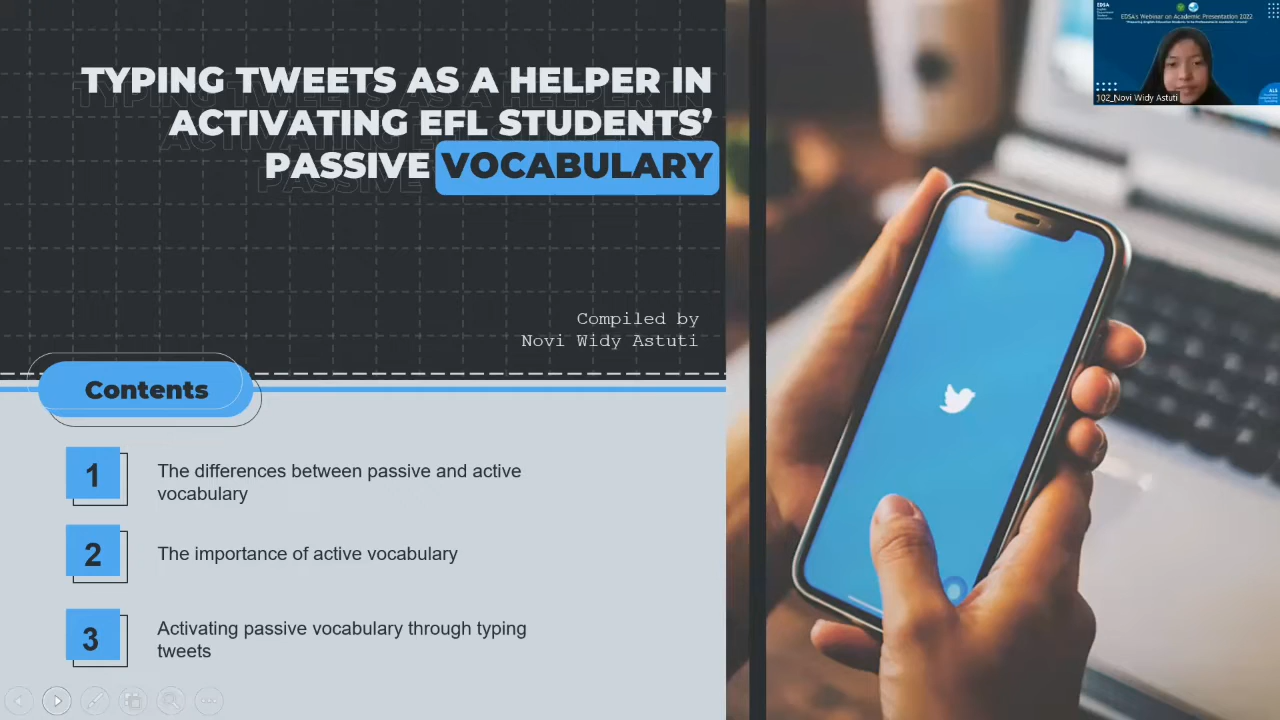 TYPING TWEETS AS A HELPER IN
ACTIVATING EFL STUDENTS’
PASSIVE VOCABULARY
Compiled by
Novi Widy Astuti
Contents
1
The differences between passive and active
vocabulary
2
The importance of active vocabulary
3
Activating passive vocabulary through typing
tweets
EDSA
EDSA's Webinar on Academic Presentation 2022
102_Novi Widy Astuti
ALS